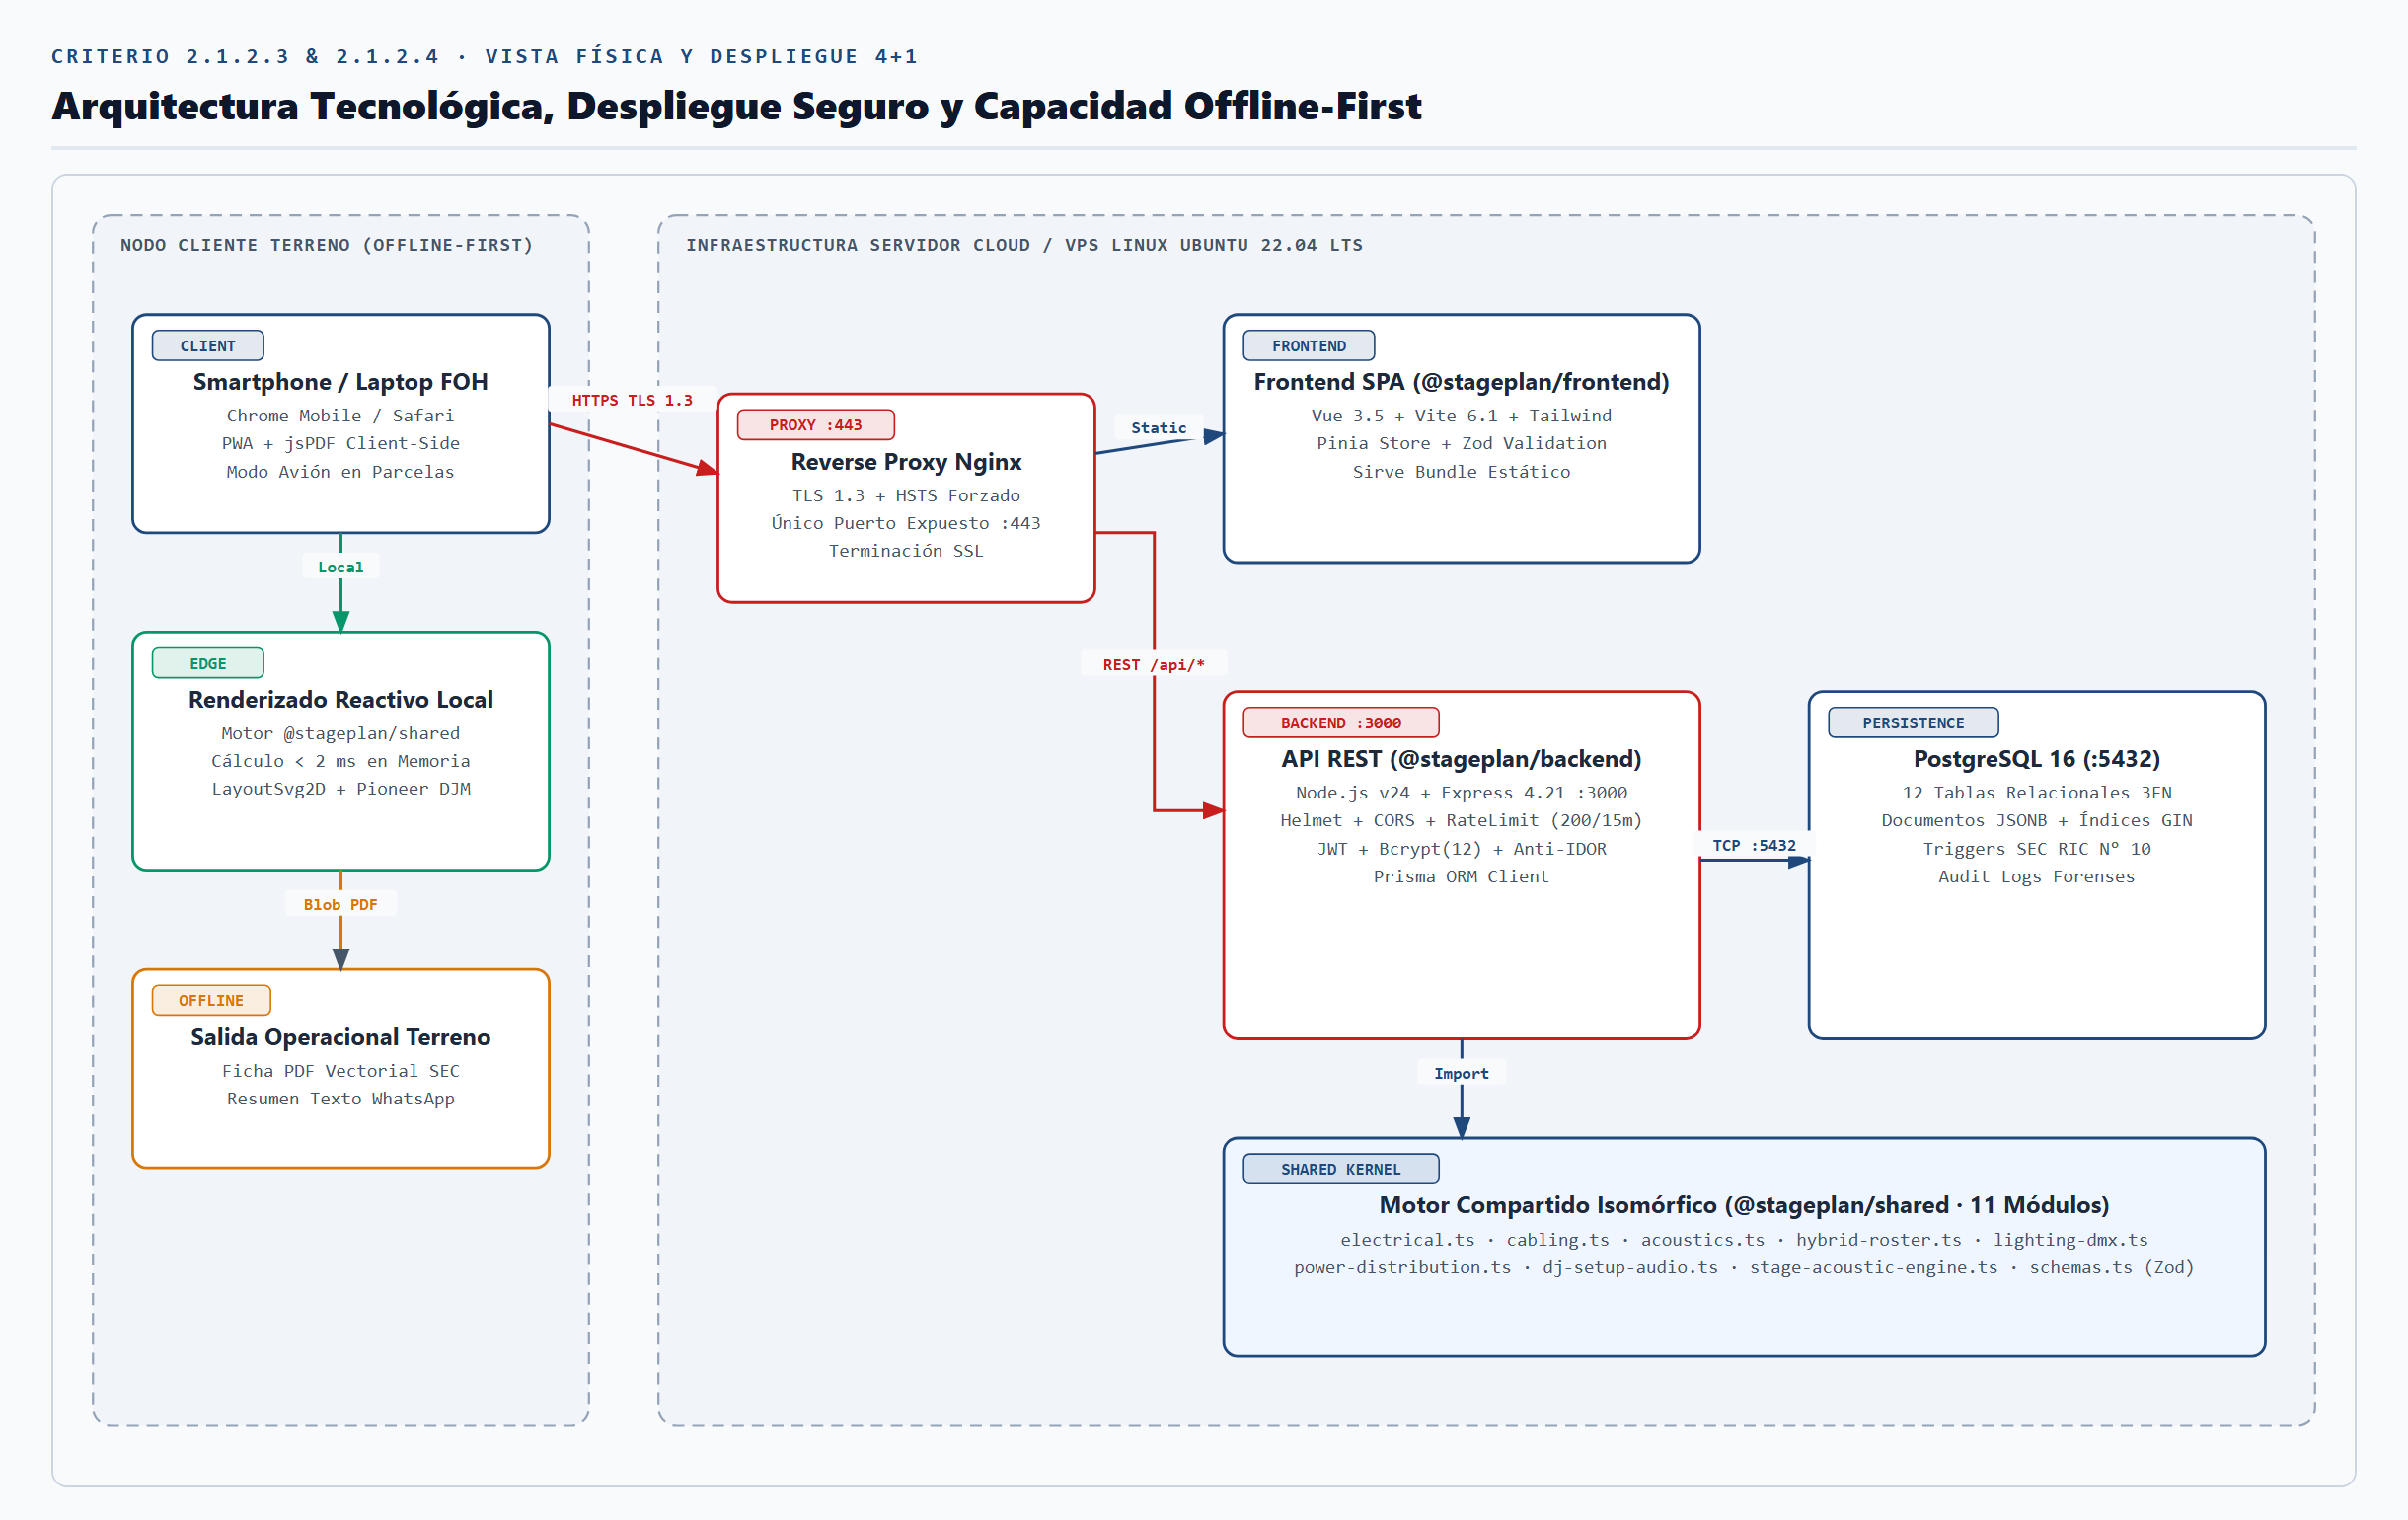 CRITERIO 2.1.2.3 & 2.1.2.4 · VISTA FÍSICA Y DESPLIEGUE 4+1
Arquitectura Tecnológica, Despliegue Seguro y Capacidad Offline-First
NODO CLIENTE TERRENO (OFFLINE-FIRST)
CLIENT
Smartphone / Laptop FOH
Chrome Mobile / Safari
PWA + jsPDF Client-Side
Modo Avión en Parcelas
Local
EDGE
Renderizado Reactivo Local
Motor @stageplan/shared
Cálculo < 2 ms en Memoria
LayoutSvg2D + Pioneer DJM
Blob PDF
OFFLINE
Salida Operacional Terreno
Ficha PDF Vectorial SEC
Resumen Texto WhatsApp
HTTPS TLS 1.3
INFRAESTRUCTURA SERVIDOR CLOUD / VPS LINUX UBUNTU 22.04 LTS
PROXY :443
Reverse Proxy Nginx
TLS 1.3 + HSTS Forzado
Único Puerto Expuesto :443
Terminación SSL
Static
FRONTEND
Frontend SPA (@stageplan/frontend)
Vue 3.5 + Vite 6.1 + Tailwind
Pinia Store + Zod Validation
Sirve Bundle Estático
REST /api/*
BACKEND :3000
API REST (@stageplan/backend)
Node.js v24 + Express 4.21 :3000
Helmet + CORS + RateLimit (200/15m)
JWT + Bcrypt(12) + Anti-IDOR
Prisma ORM Client
TCP :5432
PERSISTENCE
PostgreSQL 16 (:5432)
12 Tablas Relacionales 3FN
Documentos JSONB + Índices GIN
Triggers SEC RIC N° 10
Audit Logs Forenses
Import
SHARED KERNEL
Motor Compartido Isomórfico (@stageplan/shared · 11 Módulos)
electrical.ts · cabling.ts · acoustics.ts · hybrid-roster.ts · lighting-dmx.ts
power-distribution.ts · dj-setup-audio.ts · stage-acoustic-engine.ts · schemas.ts (Zod)